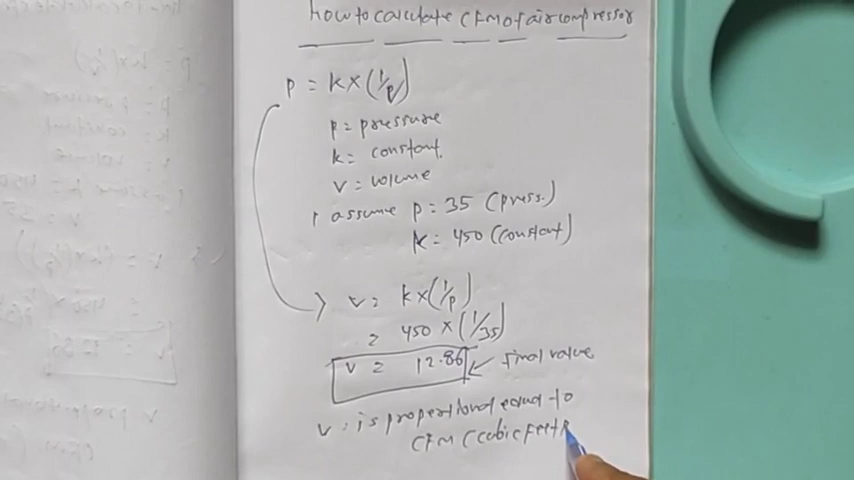 how to calculate CFM of air compressor
P = k × (1/P)
P = pressure
k = constant.
V = volume
assume P = 35 (press.)
k = 450 (constant)
V = k × (1/P)
= 450 × (1/35)
V = 12.86 ← final value
V = is proportional equal to
CFM (cubic feet